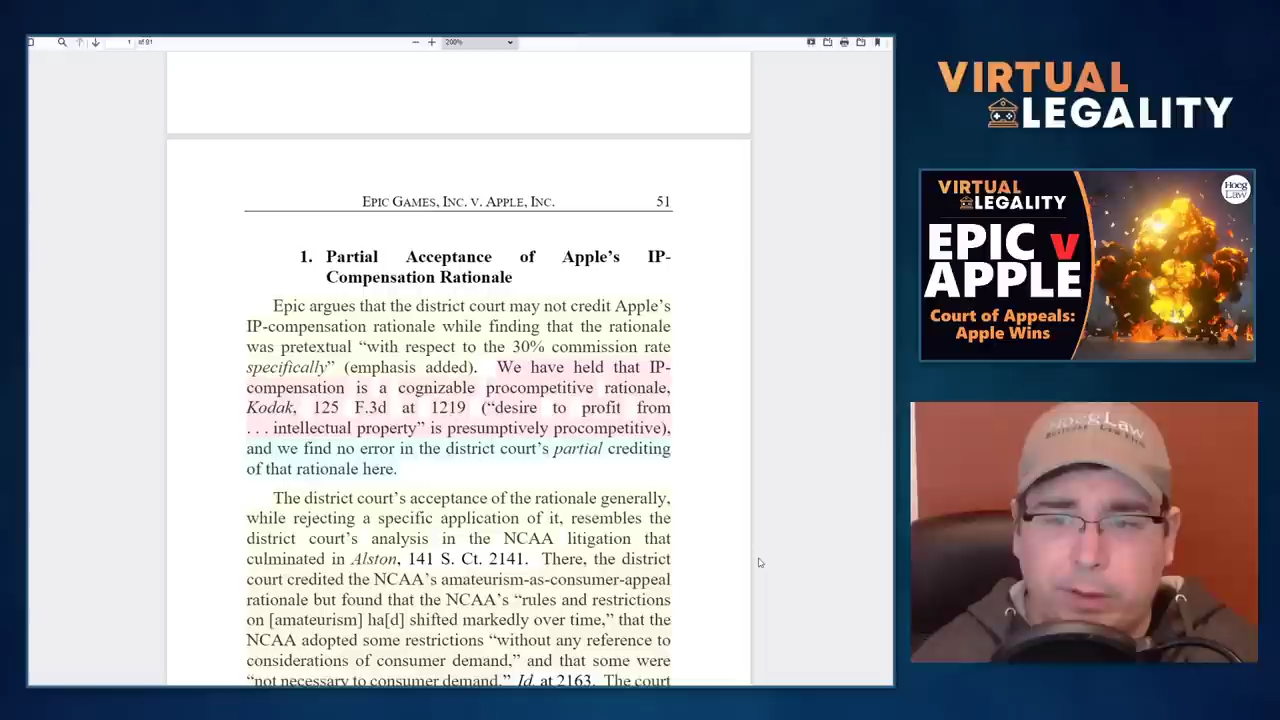 1 of 91
200%
EPIC GAMES, INC. V. APPLE, INC. 51
1. Partial Acceptance of Apple's IP-
Compensation Rationale
Epic argues that the district court may not credit Apple's
IP-compensation rationale while finding that the rationale
was pretextual “with respect to the 30% commission rate
specifically” (emphasis added). We have held that IP-
compensation is a cognizable procompetitive rationale,
Kodak, 125 F.3d at 1219 (“desire to profit from
. . . intellectual property” is presumptively procompetitive),
and we find no error in the district court's partial crediting
of that rationale here.
The district court's acceptance of the rationale generally,
while rejecting a specific application of it, resembles the
district court's analysis in the NCAA litigation that
culminated in Alston, 141 S. Ct. 2141. There, the district
court credited the NCAA's amateurism-as-consumer-appeal
rationale but found that the NCAA's “rules and restrictions
on [amateurism] ha[d] shifted markedly over time,” that the
NCAA adopted some restrictions “without any reference to
considerations of consumer demand,” and that some were
“not necessary to consumer demand.” Id. at 2163. The court
VIRTUAL
LEGALITY
VIRTUAL
LEGALITY
Hoeg
Law
EPIC v
APPLE
Court of Appeals:
Apple Wins
Hoeg Law